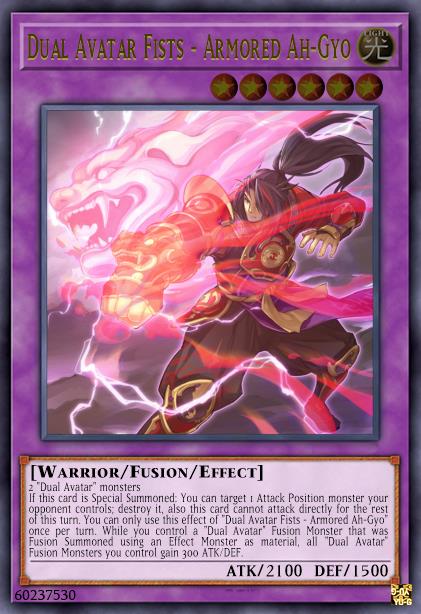 Dual Avatar Fists - Armored Ah-Gyo
LIGHT
光
[Warrior/Fusion/Effect]
2 "Dual Avatar" monsters
If this card is Special Summoned: You can target 1 Attack Position monster your
opponent controls; destroy it, also this card cannot attack directly for the rest
of this turn. You can only use this effect of "Dual Avatar Fists - Armored Ah-Gyo"
once per turn. While you control a "Dual Avatar" Fusion Monster that was
Fusion Summoned using an Effect Monster as material, all "Dual Avatar"
Fusion Monsters you control gain 300 ATK/DEF.
ATK/2100 DEF/1500
60237530